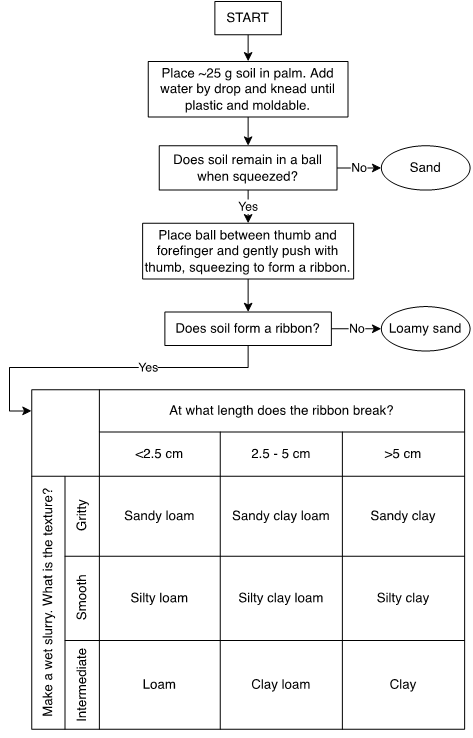 START
Place ~25 g soil in palm. Add
water by drop and knead until
plastic and moldable.
Does soil remain in a ball
when squeezed?
No
Sand
Yes
Place ball between thumb and
forefinger and gently push with
thumb, squeezing to form a ribbon.
Does soil form a ribbon?
No
Loamy sand
Yes
At what length does the ribbon break?
<2.5 cm
2.5 - 5 cm
>5 cm
Make a wet slurry. What is the texture?
Gritty
Sandy loam
Sandy clay loam
Sandy clay
Smooth
Silty loam
Silty clay loam
Silty clay
Intermediate
Loam
Clay loam
Clay